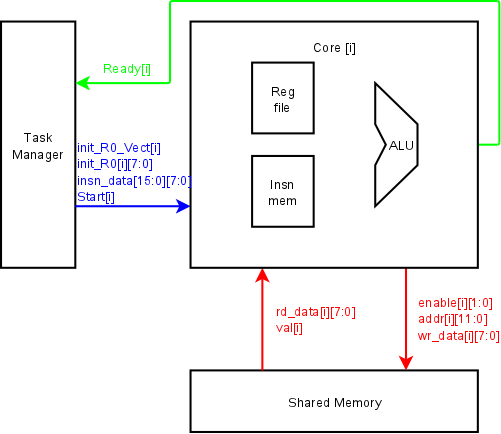 Core [i]
Ready[i]
Reg
file
Task
Manager
ALU
init_R0_Vect[i]
init_R0[i][7:0]
insn_data[15:0][7:0]
Start[i]
Insn
mem
rd_data[i][7:0]
val[i]
enable[i][1:0]
addr[i][11:0]
wr_data[i][7:0]
Shared Memory